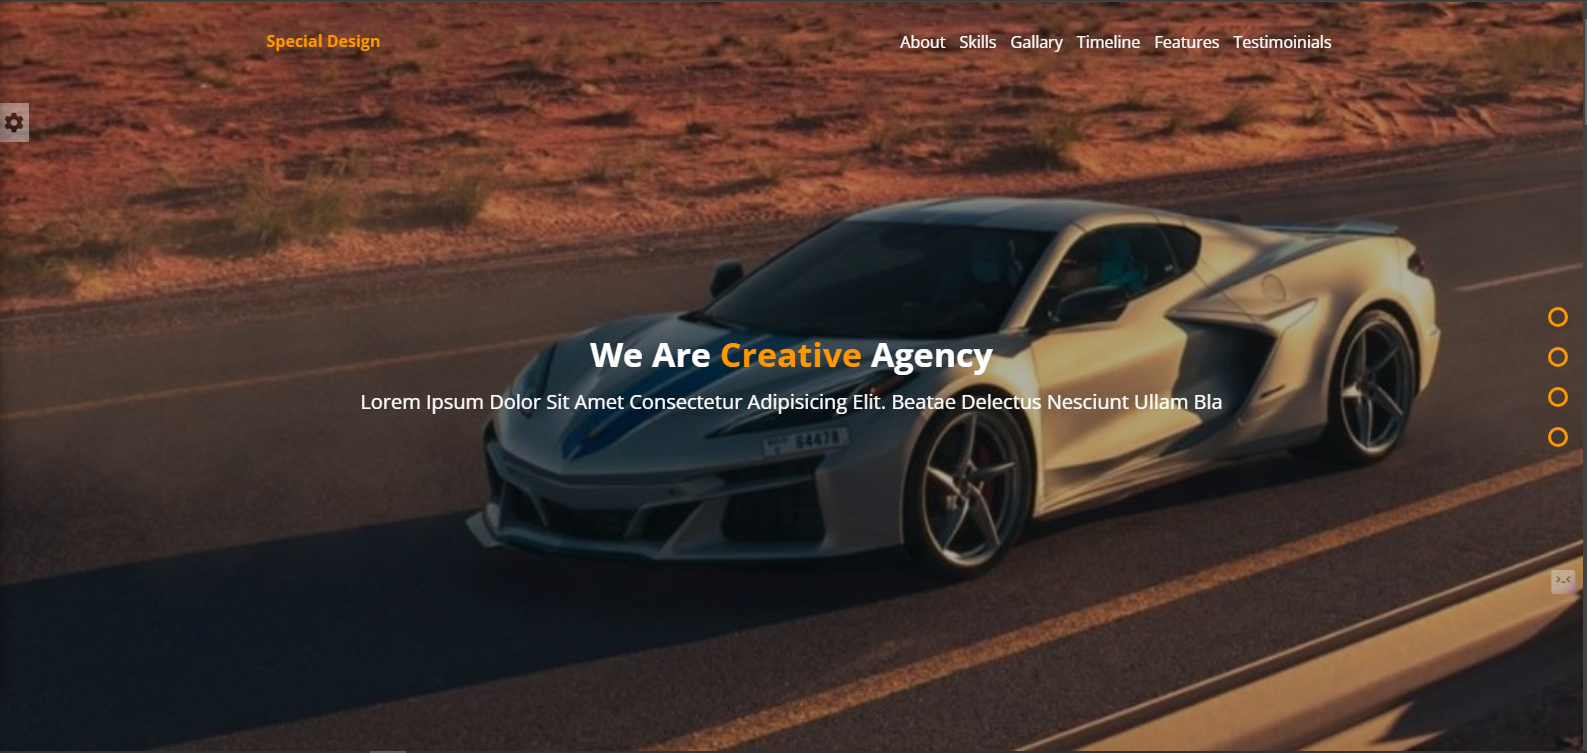 Special Design
About Skills Gallary Timeline Features Testimoinials
We Are Creative Agency
Lorem Ipsum Dolor Sit Amet Consectetur Adipisicing Elit. Beatae Delectus Nesciunt Ullam Bla
64478